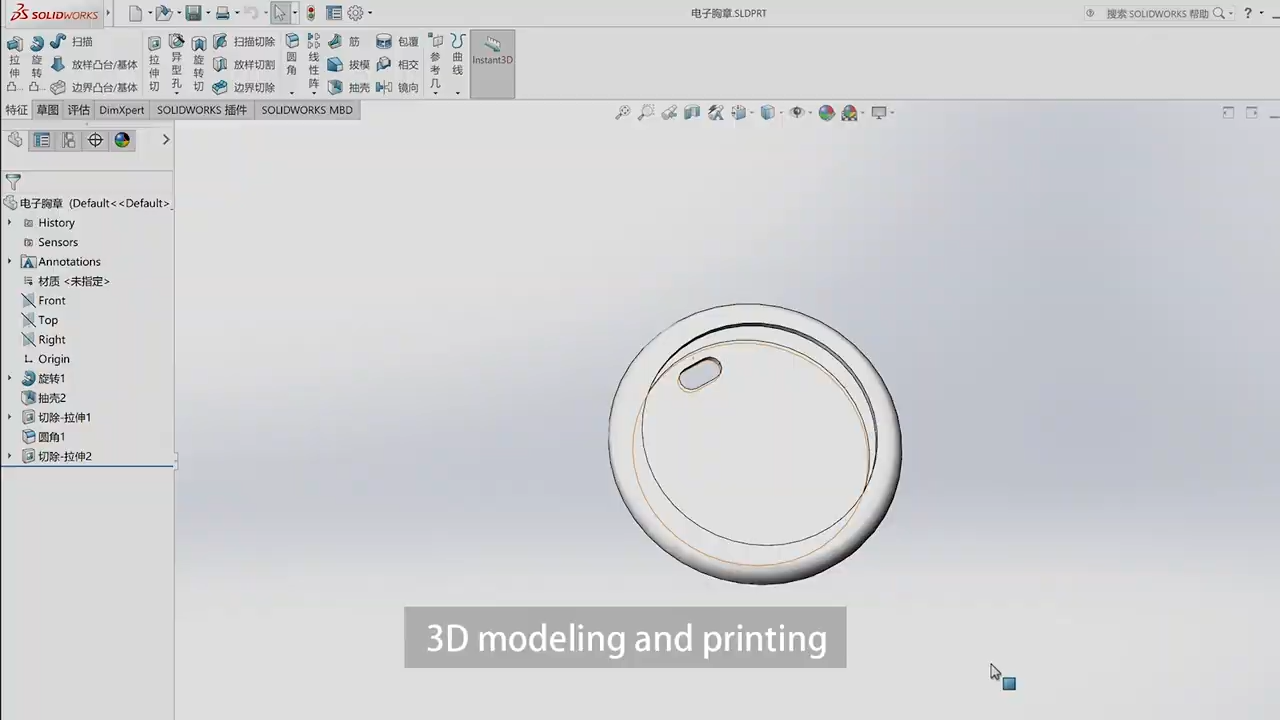 SOLIDWORKS
电子胸章.SLDPRT
搜索 SOLIDWORKS 帮助
拉伸凸...
旋转凸...
扫描
放样凸台/基体
边界凸台/基体
拉伸切
异型孔
旋转切
扫描切除
放样切割
边界切除
圆角
线性阵
筋
拔模
抽壳
包覆
相交
镜向
参考几
曲线
Instant3D
特征 草图 评估 DimXpert SOLIDWORKS 插件 SOLIDWORKS MBD
电子胸章 (Default<<Default>_
History
Sensors
Annotations
材质 <未指定>
Front
Top
Right
Origin
旋转1
抽壳2
切除-拉伸1
圆角1
切除-拉伸2
3D modeling and printing